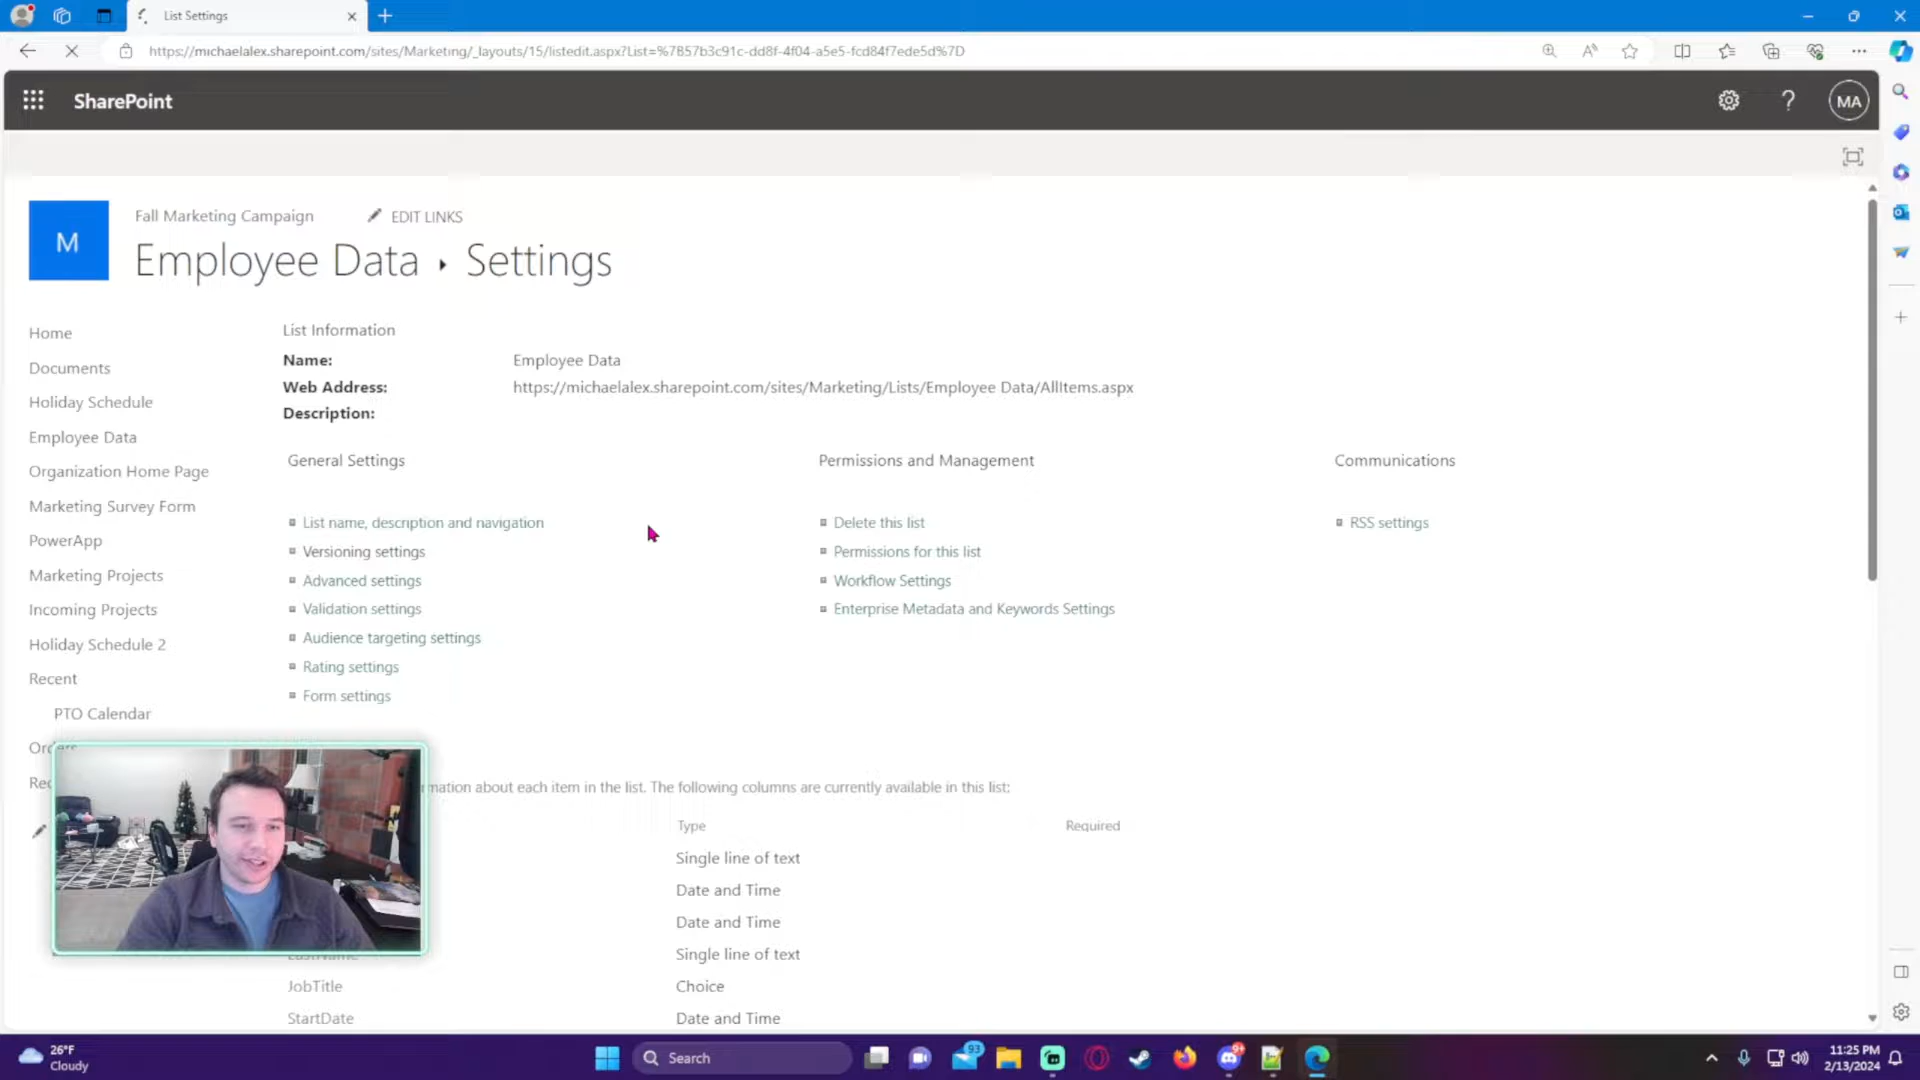 List Settings
https://michaelalex.sharepoint.com/sites/Marketing/_layouts/15/listedit.aspx?List=%7B57b3c91c-dd8f-4f04-a5e5-fcd84f7ede5d%7D
SharePoint
?
MA
M
Fall Marketing Campaign
EDIT LINKS
Employee Data ▸ Settings
Home
Documents
Holiday Schedule
Employee Data
Organization Home Page
Marketing Survey Form
PowerApp
Marketing Projects
Incoming Projects
Holiday Schedule 2
Recent
PTO Calendar
Orders
Rec
List Information
Name: Employee Data
Web Address: https://michaelalex.sharepoint.com/sites/Marketing/Lists/Employee Data/AllItems.aspx
Description:
General Settings
List name, description and navigation
Versioning settings
Advanced settings
Validation settings
Audience targeting settings
Rating settings
Form settings
Permissions and Management
Delete this list
Permissions for this list
Workflow Settings
Enterprise Metadata and Keywords Settings
Communications
RSS settings
mation about each item in the list. The following columns are currently available in this list:
Type Required
Single line of text
Date and Time
Date and Time
LastName Single line of text
JobTitle Choice
StartDate Date and Time
26°F
Cloudy
Search
93
9+
11:25 PM
2/13/2024